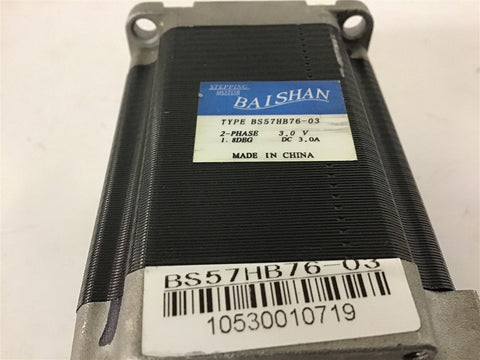 STEPPING
MOTOR
BAISHAN
TYPE BS57HB76-03
2-PHASE 3.0 V
1.8DEG DC 3.0A
MADE IN CHINA
BS57HB76-03
10530010719